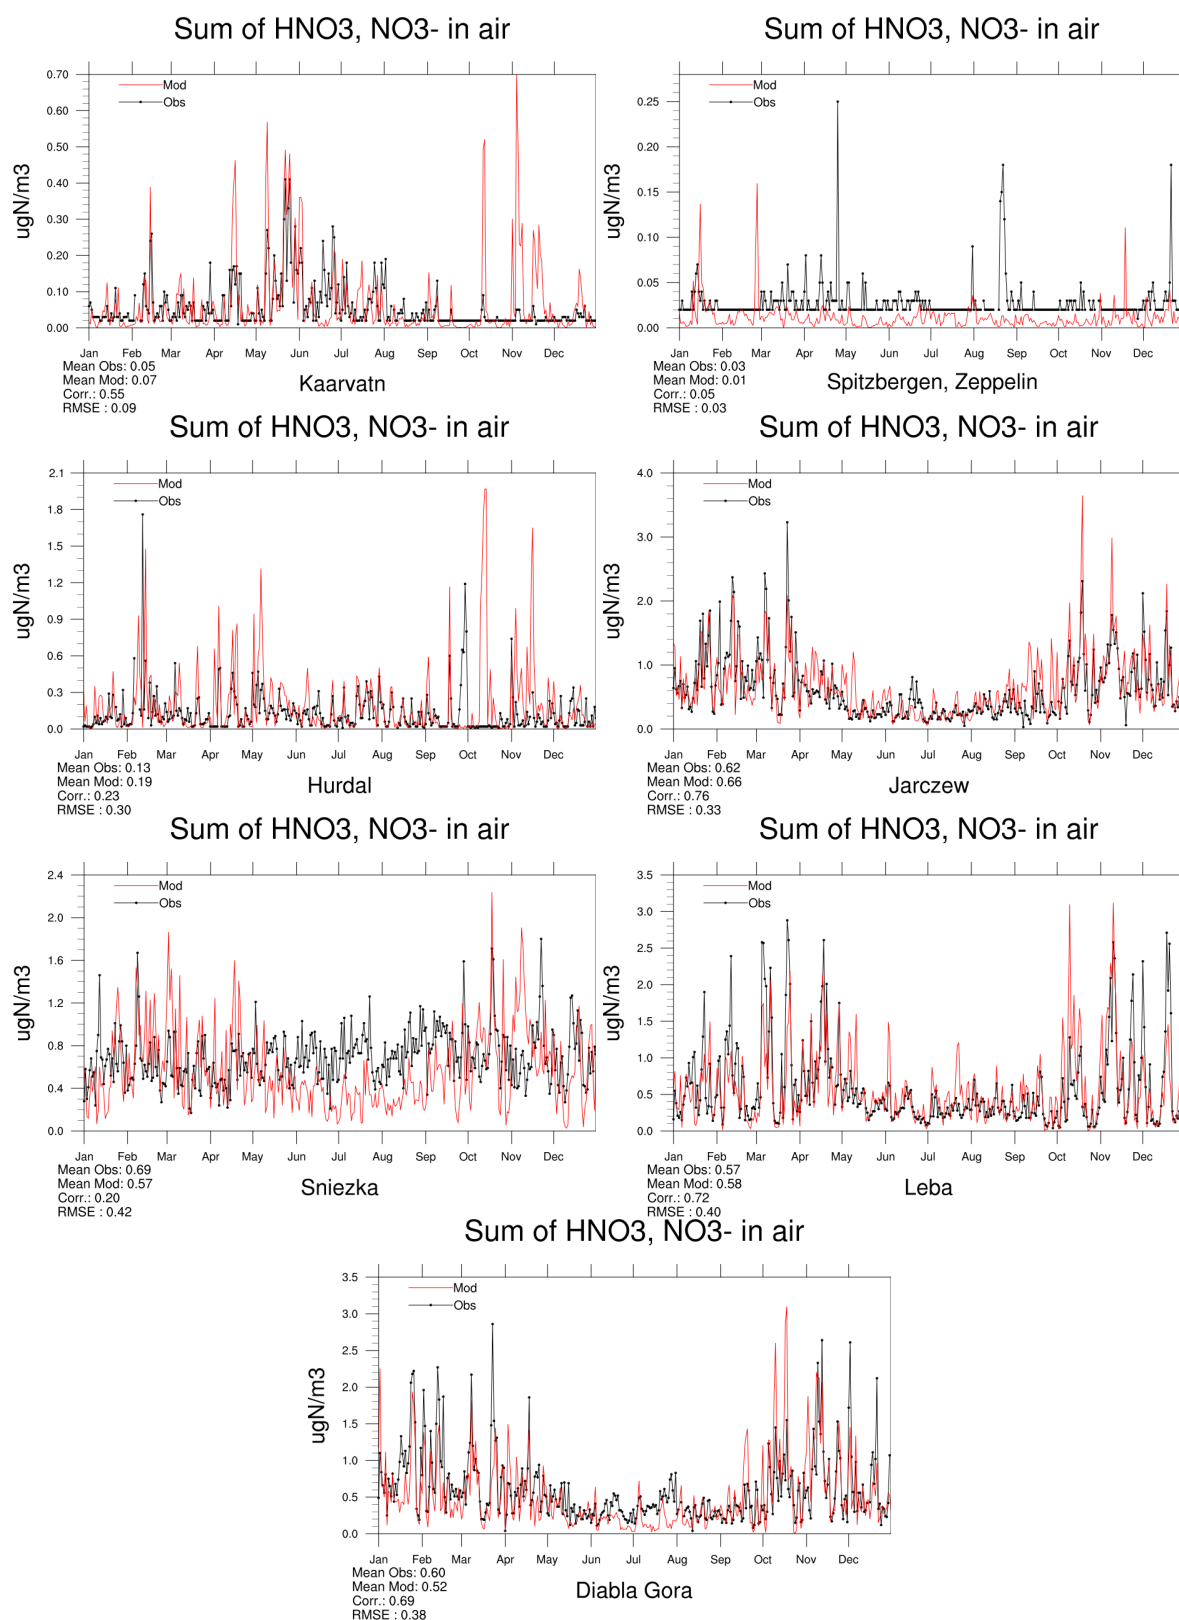 Sum of HNO3, NO3- in air
ugN/m3
0.70
0.60
0.50
0.40
0.30
0.20
0.10
0.00
Mod
Obs
Jan Feb Mar Apr May Jun Jul Aug Sep Oct Nov Dec
Mean Obs: 0.05
Mean Mod: 0.07
Corr.: 0.55
RMSE : 0.09
Kaarvatn
Sum of HNO3, NO3- in air
ugN/m3
0.25
0.20
0.15
0.10
0.05
0.00
Mod
Obs
Jan Feb Mar Apr May Jun Jul Aug Sep Oct Nov Dec
Mean Obs: 0.03
Mean Mod: 0.01
Corr.: 0.05
RMSE : 0.03
Spitzbergen, Zeppelin
Sum of HNO3, NO3- in air
ugN/m3
2.1
1.8
1.5
1.2
0.9
0.6
0.3
0.0
Mod
Obs
Jan Feb Mar Apr May Jun Jul Aug Sep Oct Nov Dec
Mean Obs: 0.13
Mean Mod: 0.19
Corr.: 0.23
RMSE : 0.30
Hurdal
Sum of HNO3, NO3- in air
ugN/m3
4.0
3.0
2.0
1.0
0.0
Mod
Obs
Jan Feb Mar Apr May Jun Jul Aug Sep Oct Nov Dec
Mean Obs: 0.62
Mean Mod: 0.66
Corr.: 0.76
RMSE : 0.33
Jarczew
Sum of HNO3, NO3- in air
ugN/m3
2.4
2.0
1.6
1.2
0.8
0.4
0.0
Mod
Obs
Jan Feb Mar Apr May Jun Jul Aug Sep Oct Nov Dec
Mean Obs: 0.69
Mean Mod: 0.57
Corr.: 0.20
RMSE : 0.42
Sniezka
Sum of HNO3, NO3- in air
ugN/m3
3.5
3.0
2.5
2.0
1.5
1.0
0.5
0.0
Mod
Obs
Jan Feb Mar Apr May Jun Jul Aug Sep Oct Nov Dec
Mean Obs: 0.57
Mean Mod: 0.58
Corr.: 0.72
RMSE : 0.40
Leba
Sum of HNO3, NO3- in air
ugN/m3
3.5
3.0
2.5
2.0
1.5
1.0
0.5
0.0
Mod
Obs
Jan Feb Mar Apr May Jun Jul Aug Sep Oct Nov Dec
Mean Obs: 0.60
Mean Mod: 0.52
Corr.: 0.69
RMSE : 0.38
Diabla Gora